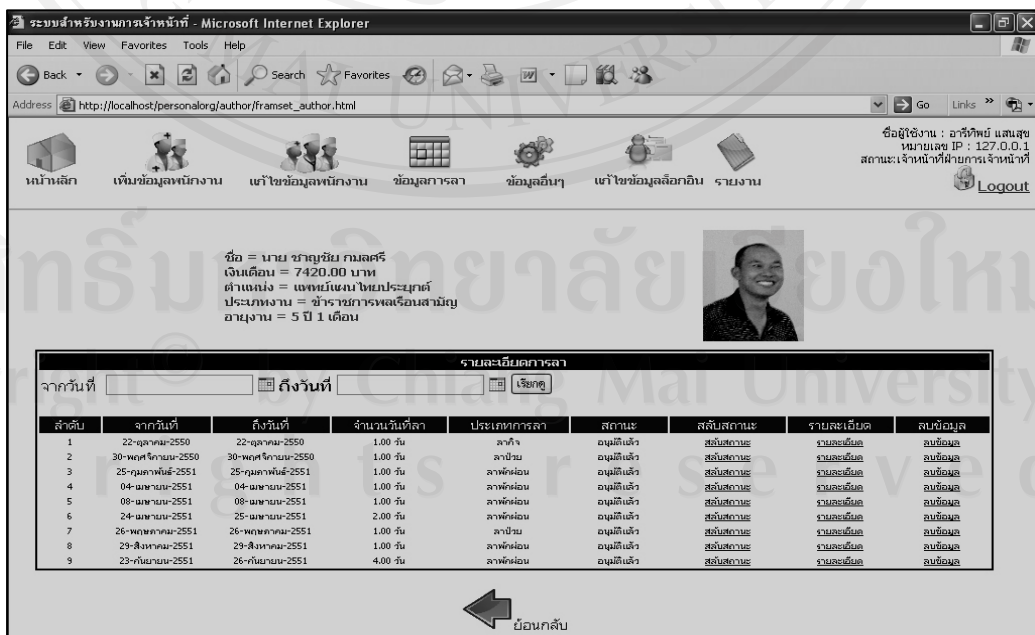 ระบบสำหรับงานการเจ้าหน้าที่ - Microsoft Internet Explorer
File Edit View Favorites Tools Help
Back Search Favorites
Address http://localhost/personalorg/author/framset_author.html Go Links
ชื่อผู้ใช้งาน : อารีทิพย์ แสนสุข
หมายเลข IP : 127.0.0.1
สถานะ:เจ้าหน้าที่ฝ่ายการเจ้าหน้าที่
Logout
หน้าหลัก เพิ่มข้อมูลพนักงาน แก้ไขข้อมูลพนักงาน ข้อมูลการลา ข้อมูลอื่นๆ แก้ไขข้อมูลล็อกอิน รายงาน
ชื่อ = นาย ชาญชัย กมลศรี
เงินเดือน = 7420.00 บาท
ตำแหน่ง = แพทย์แผนไทยประยุกต์
ประเภทงาน = ข้าราชการพลเรือนสามัญ
อายุงาน = 5 ปี 1 เดือน
รายละเอียดการลา
จากวันที่ ถึงวันที่ เรียกดู
ลำดับ จากวันที่ ถึงวันที่ จำนวนวันที่ลา ประเภทการลา สถานะ สลับสถานะ รายละเอียด ลบข้อมูล
1 22-ตุลาคม-2550 22-ตุลาคม-2550 1.00 วัน ลากิจ อนุมัติแล้ว สลับสถานะ รายละเอียด ลบข้อมูล
2 30-พฤศจิกายน-2550 30-พฤศจิกายน-2550 1.00 วัน ลาป่วย อนุมัติแล้ว สลับสถานะ รายละเอียด ลบข้อมูล
3 25-กุมภาพันธ์-2551 25-กุมภาพันธ์-2551 1.00 วัน ลาพักผ่อน อนุมัติแล้ว สลับสถานะ รายละเอียด ลบข้อมูล
4 04-เมษายน-2551 04-เมษายน-2551 1.00 วัน ลาพักผ่อน อนุมัติแล้ว สลับสถานะ รายละเอียด ลบข้อมูล
5 08-เมษายน-2551 08-เมษายน-2551 1.00 วัน ลาพักผ่อน อนุมัติแล้ว สลับสถานะ รายละเอียด ลบข้อมูล
6 24-เมษายน-2551 25-เมษายน-2551 2.00 วัน ลาพักผ่อน อนุมัติแล้ว สลับสถานะ รายละเอียด ลบข้อมูล
7 26-พฤษภาคม-2551 26-พฤษภาคม-2551 1.00 วัน ลาป่วย อนุมัติแล้ว สลับสถานะ รายละเอียด ลบข้อมูล
8 29-สิงหาคม-2551 29-สิงหาคม-2551 1.00 วัน ลาพักผ่อน อนุมัติแล้ว สลับสถานะ รายละเอียด ลบข้อมูล
9 23-กันยายน-2551 26-กันยายน-2551 4.00 วัน ลาพักผ่อน อนุมัติแล้ว สลับสถานะ รายละเอียด ลบข้อมูล
ย้อนกลับ